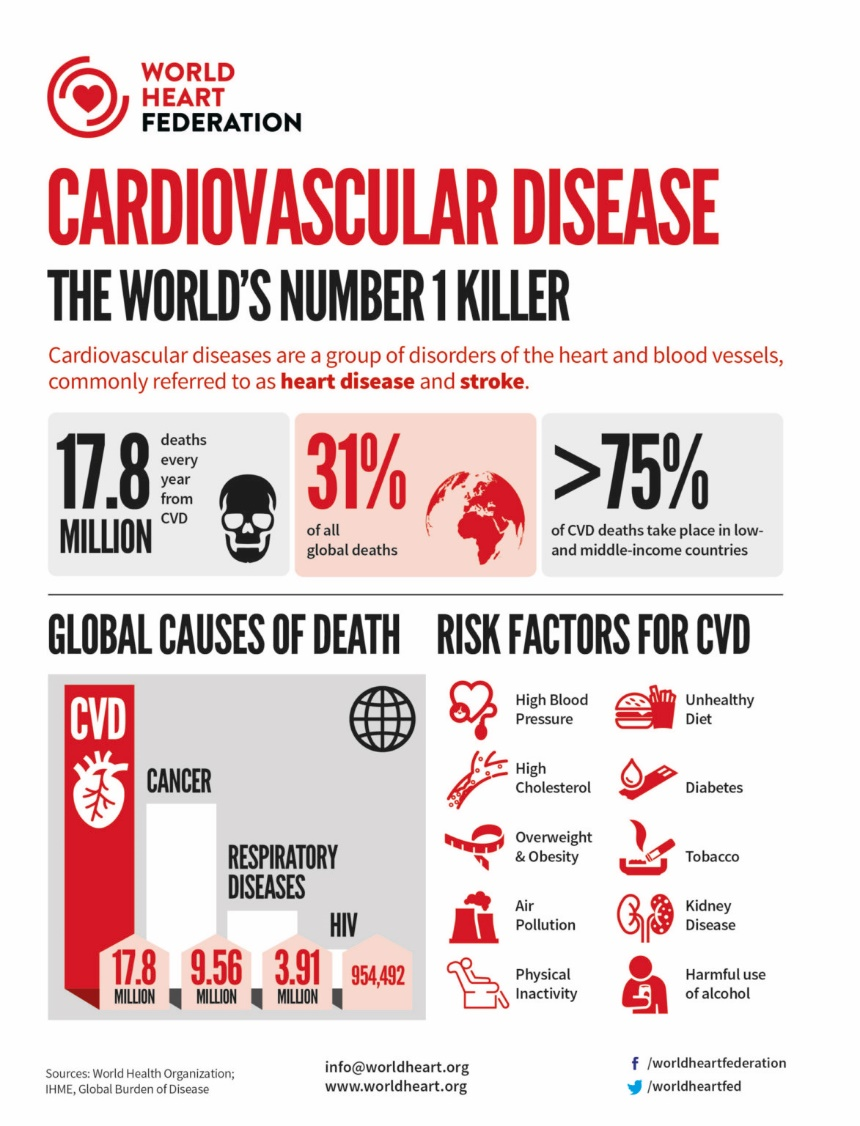 WORLD
HEART
FEDERATION
CARDIOVASCULAR DISEASE
THE WORLD'S NUMBER 1 KILLER
Cardiovascular diseases are a group of disorders of the heart and blood vessels,
commonly referred to as heart disease and stroke.
17.8
MILLION
deaths
every
year
from
CVD
31%
of all
global deaths
>75%
of CVD deaths take place in low-
and middle-income countries
GLOBAL CAUSES OF DEATH
CVD
CANCER
RESPIRATORY
DISEASES
HIV
17.8
MILLION
9.56
MILLION
3.91
MILLION
954,492
RISK FACTORS FOR CVD
High Blood
Pressure
Unhealthy
Diet
High
Cholesterol
Diabetes
Overweight
& Obesity
Tobacco
Air
Pollution
Kidney
Disease
Physical
Inactivity
Harmful use
of alcohol
Sources: World Health Organization;
IHME, Global Burden of Disease
info@worldheart.org
www.worldheart.org
f /worldheartfederation
/worldheartfed